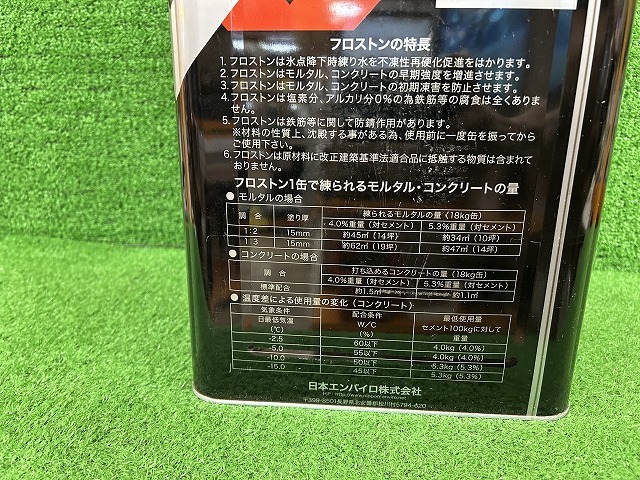 フロストンの特長
1. フロストンは氷点降下時練り水を不凍性再硬化促進をはかります。
2. フロストンはモルタル、コンクリートの早期強度を増進させます。
3. フロストンはモルタル、コンクリートの初期凍害を防止させます。
4. フロストンは塩素分、アルカリ分0%の為鉄筋等の腐食は全くありま
せん。
5. フロストンは鉄筋等に関して防錆作用があります。
※材料の性質上、沈殿する事がある為、使用前に一度缶を振ってから
ご使用下さい。
6. フロストンは原材料に改正建築基準法適合品に抵触する物質は含まれて
おりません。
フロストン1缶で練られるモルタル・コンクリートの量
● モルタルの場合
調 合 塗り厚 練られるモルタルの量(18kg缶)
4.0%重量(対セメント) 5.3%重量(対セメント)
1:2 15mm 約45㎡(14坪) 約34㎡(10坪)
1:3 15mm 約62㎡(19坪) 約47㎡(14坪)
● コンクリートの場合
調 合 打ち込めるコンクリートの量(18kg缶)
4.0%重量(対セメント) 5.3%重量(対セメント)
標準配合 約1.5㎥ 約1.1㎥
● 温度差による使用量の変化(コンクリート)
気象条件 配合条件 最低使用量
日最低気温 W/C セメント100kgに対して
(℃) (%) 重量
-2.5 60以下 4.0kg(4.0%)
-5.0 55以下 4.0kg(4.0%)
-10.0 50以下 5.3kg(5.3%)
-15.0 45以下 5.3kg(5.3%)
日本エンバイロ株式会社
〒399-8501長野県北安曇郡松川村5794-620